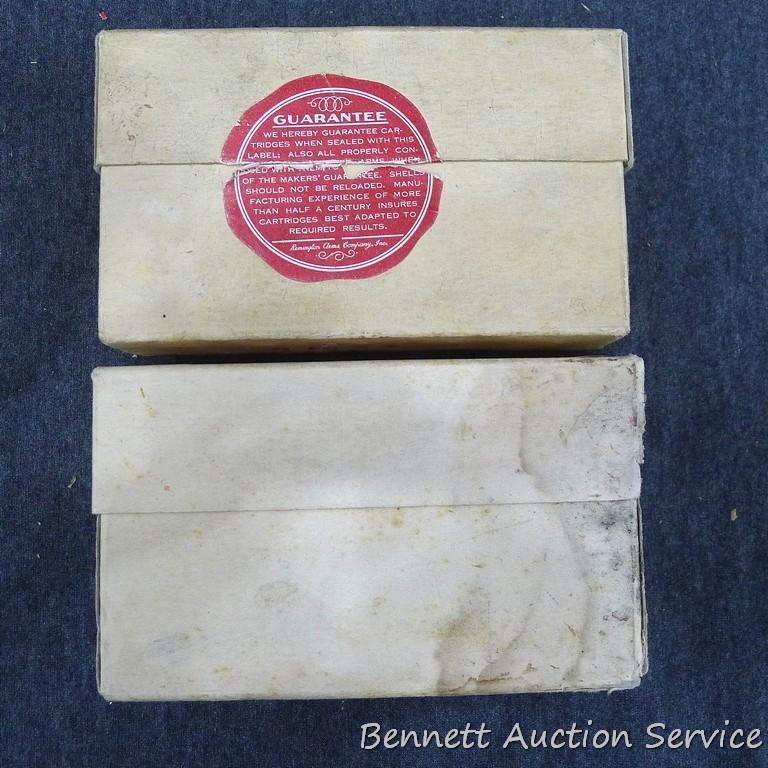 GUARANTEE
WE HEREBY GUARANTEE CAR-
TRIDGES WHEN SEALED WITH THIS
LABEL; ALSO ALL PROPERLY CON-
WHEN
OF THE MAKERS' GUARANTEE. SHELLS
SHOULD NOT BE RELOADED. MANU-
FACTURING EXPERIENCE OF MORE
THAN HALF A CENTURY INSURES
CARTRIDGES BEST ADAPTED TO
REQUIRED RESULTS.
Remington Arms Company, Inc.
Bennett Auction Service